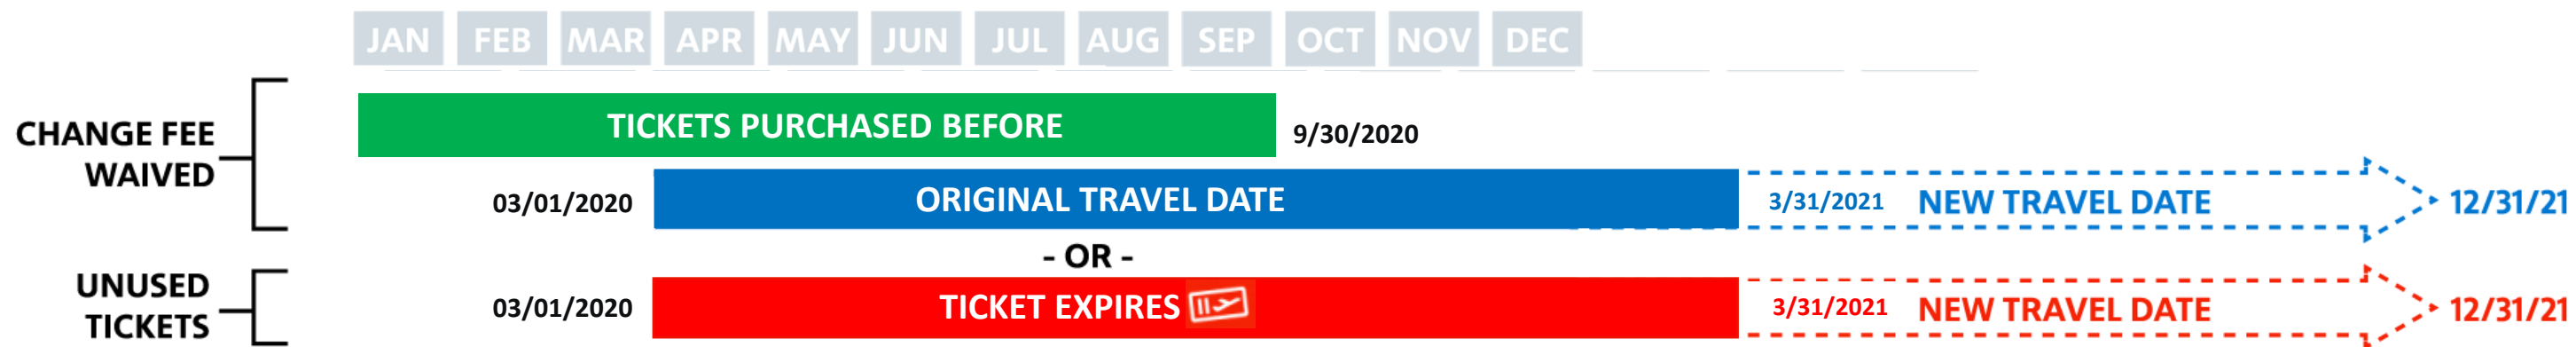 JAN FEB MAR APR MAY JUN JUL AUG SEP OCT NOV DEC
CHANGE FEE
WAIVED
TICKETS PURCHASED BEFORE 9/30/2020
03/01/2020 ORIGINAL TRAVEL DATE 3/31/2021 NEW TRAVEL DATE 12/31/21
- OR -
UNUSED
TICKETS
03/01/2020 TICKET EXPIRES 3/31/2021 NEW TRAVEL DATE 12/31/21